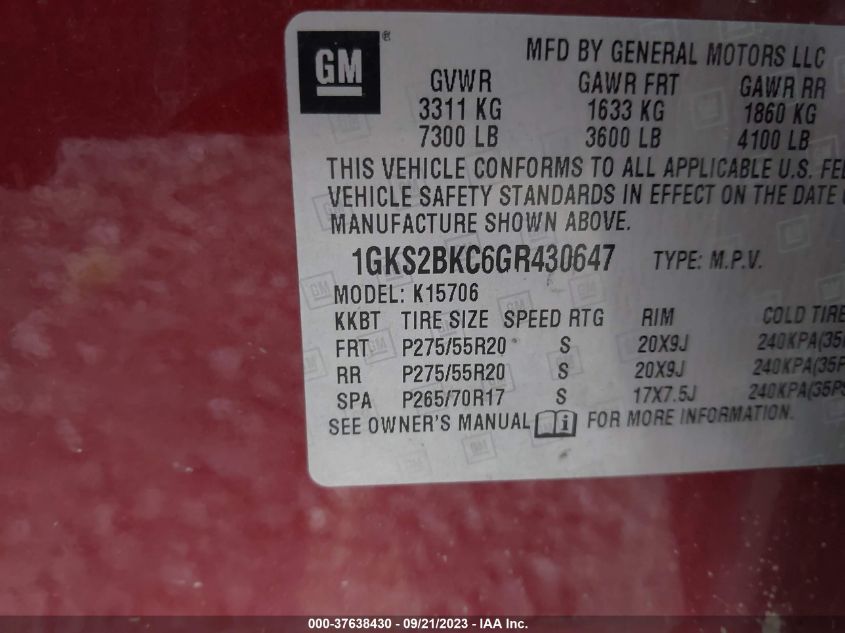 GM®
MFD BY GENERAL MOTORS LLC
GVWR GAWR FRT GAWR RR
3311 KG 1633 KG 1860 KG
7300 LB 3600 LB 4100 LB
THIS VEHICLE CONFORMS TO ALL APPLICABLE U.S. FE
VEHICLE SAFETY STANDARDS IN EFFECT ON THE DATE
MANUFACTURE SHOWN ABOVE.
1GKS2BKC6GR430647 TYPE: M.P.V.
MODEL: K15706
KKBT TIRE SIZE SPEED RTG RIM COLD TIRE
FRT P275/55R20 S 20X9J 240KPA(35P
RR P275/55R20 S 20X9J 240KPA(35P
SPA P265/70R17 S 17X7.5J 240KPA(35PS
SEE OWNER'S MANUAL i FOR MORE INFORMATION.
000-37638430 - 09/21/2023 - IAA Inc.